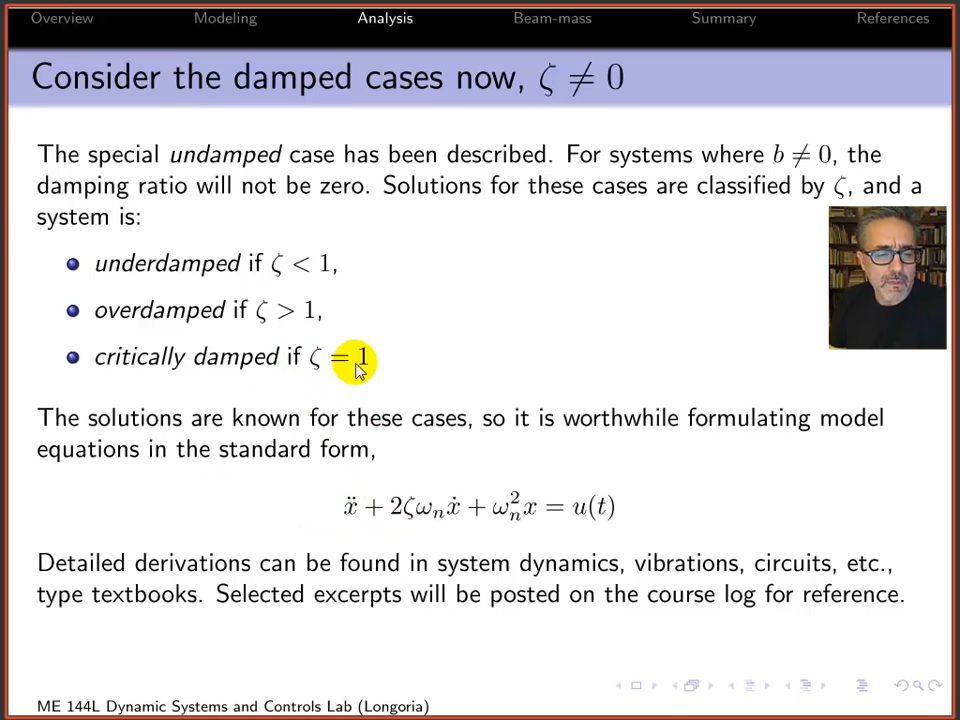 Overview Modeling Analysis Beam-mass Summary References
Consider the damped cases now, ζ ≠ 0
The special undamped case has been described. For systems where b ≠ 0, the
damping ratio will not be zero. Solutions for these cases are classified by ζ, and a
system is:
underdamped if ζ < 1,
overdamped if ζ > 1,
critically damped if ζ = 1
The solutions are known for these cases, so it is worthwhile formulating model
equations in the standard form,
ẍ + 2ζωₙẋ + ωₙ²x = u(t)
Detailed derivations can be found in system dynamics, vibrations, circuits, etc.,
type textbooks. Selected excerpts will be posted on the course log for reference.
ME 144L Dynamic Systems and Controls Lab (Longoria)